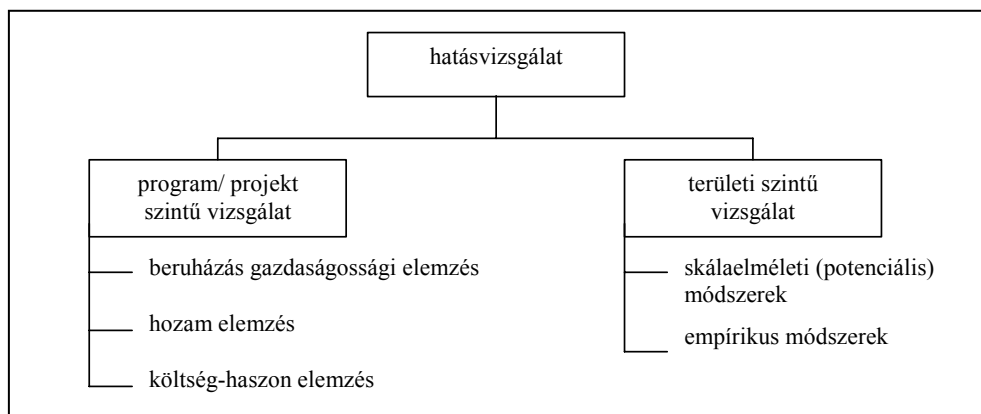 hatásvizsgálat
program/ projekt
szintű vizsgálat
beruházás gazdaságossági elemzés
hozam elemzés
költség-haszon elemzés
területi szintű
vizsgálat
skálaelméleti (potenciális)
módszerek
empírikus módszerek